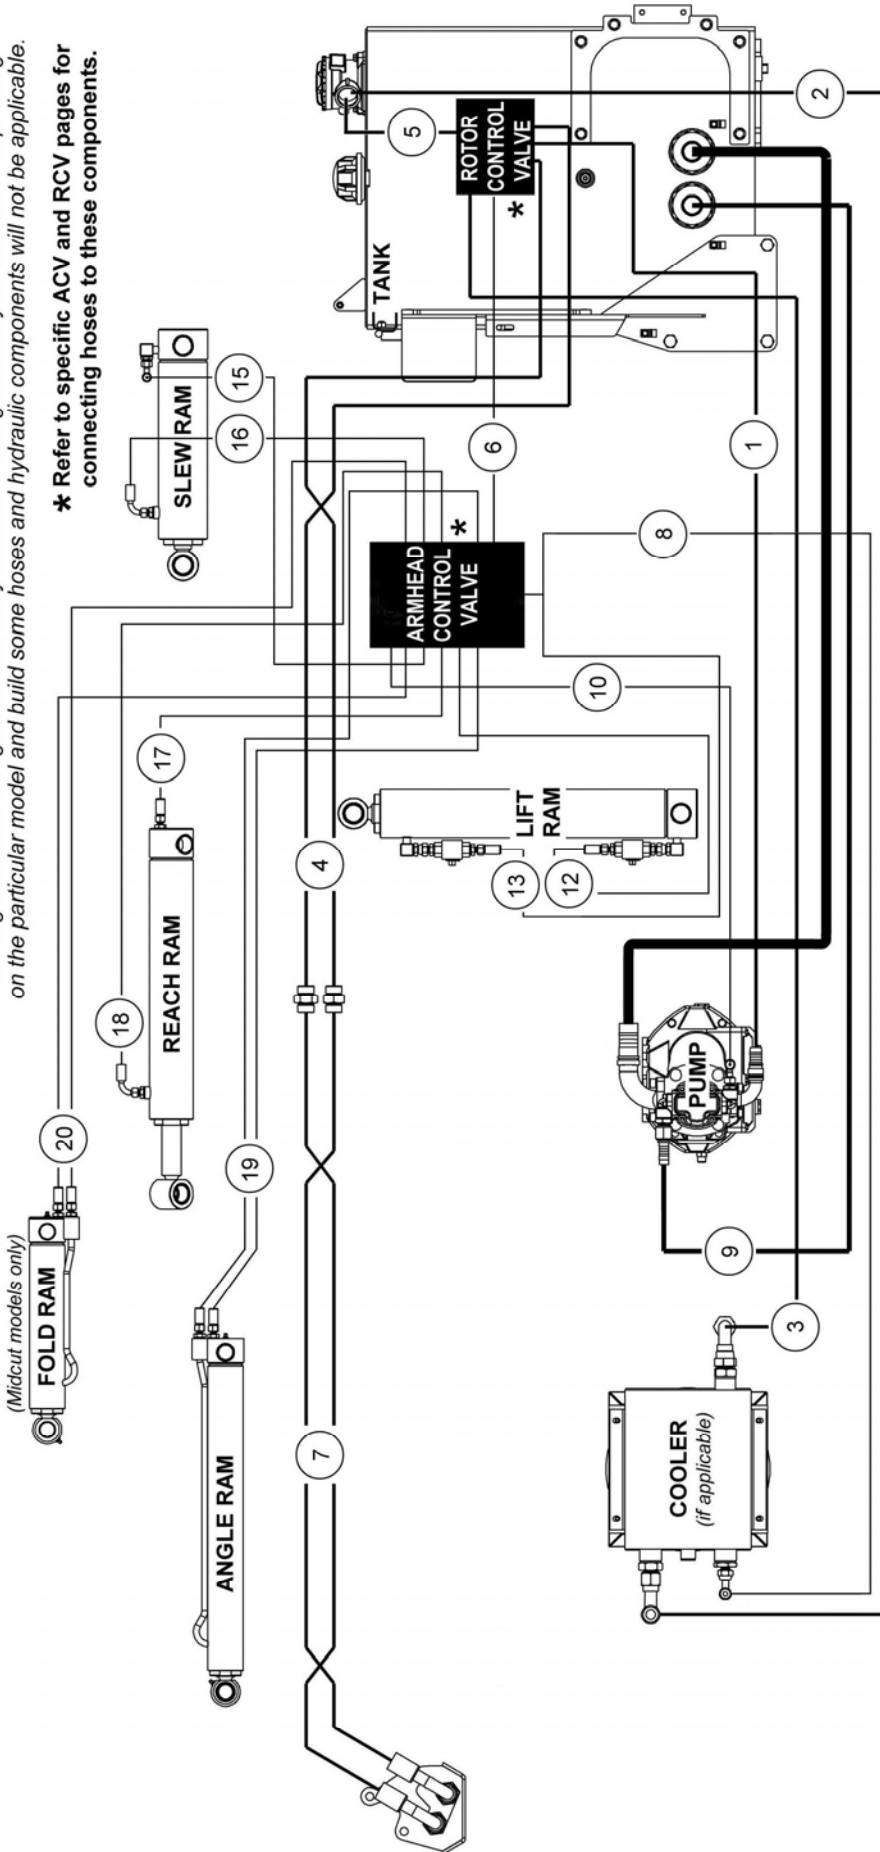 on the particular model and build some hoses and hydraulic components will not be applicable.
* Refer to specific ACV and RCV pages for
connecting hoses to these components.
(Midcut models only)
FOLD RAM
20
18
REACH RAM
17
16
15
SLEW RAM
ANGLE RAM
19
7
4
TANK
5
ROTOR
CONTROL
VALVE
*
2
6
ARMHEAD
CONTROL
VALVE
*
LIFT
RAM
13
12
10
8
1
PUMP
9
COOLER
(if applicable)
3